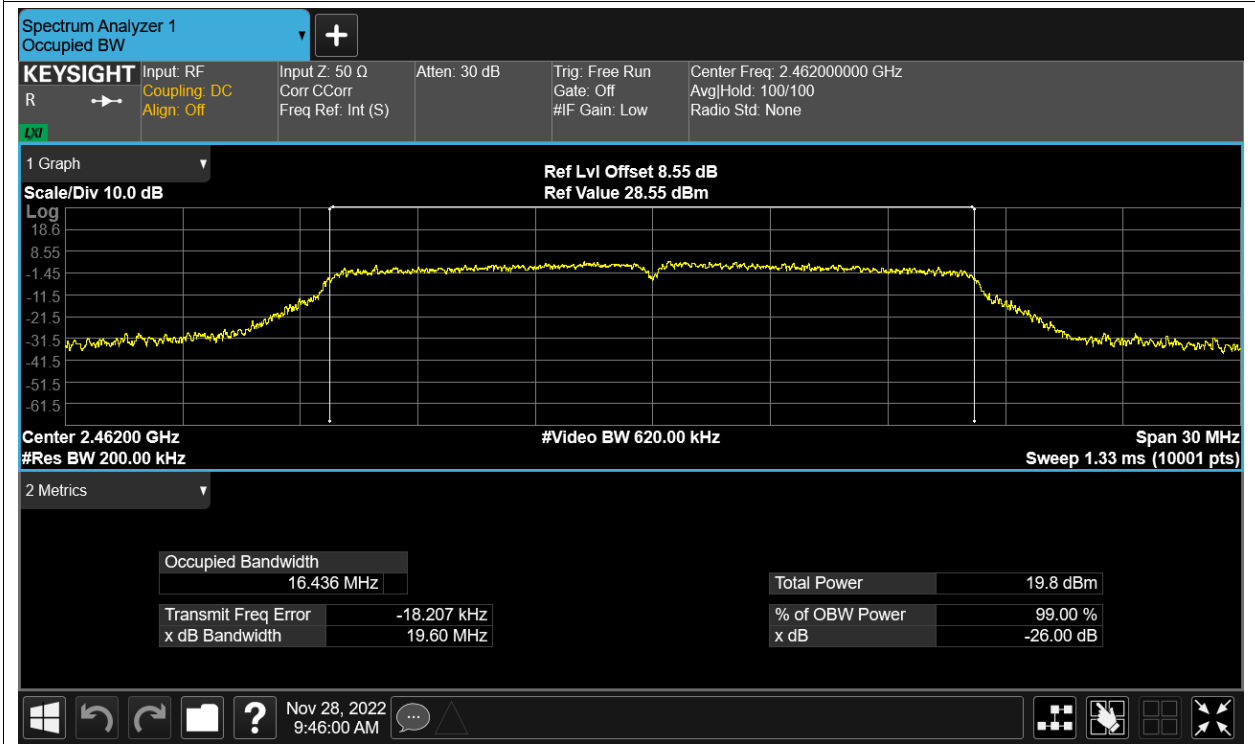 Spectrum Analyzer 1
Occupied BW
KEYSIGHT
R
LXI
Input: RF
Coupling: DC
Align: Off
Input Z: 50 Ω
Corr CCorr
Freq Ref: Int (S)
Atten: 30 dB
Trig: Free Run
Gate: Off
#IF Gain: Low
Center Freq: 2.462000000 GHz
Avg|Hold: 100/100
Radio Std: None
1 Graph
Scale/Div 10.0 dB
Ref Lvl Offset 8.55 dB
Ref Value 28.55 dBm
Log
18.6
8.55
-1.45
-11.5
-21.5
-31.5
-41.5
-51.5
-61.5
Center 2.46200 GHz
#Video BW 620.00 kHz
Span 30 MHz
#Res BW 200.00 kHz
Sweep 1.33 ms (10001 pts)
2 Metrics
Occupied Bandwidth
16.436 MHz
Total Power 19.8 dBm
Transmit Freq Error -18.207 kHz
% of OBW Power 99.00 %
x dB Bandwidth 19.60 MHz
x dB -26.00 dB
?
Nov 28, 2022
9:46:00 AM